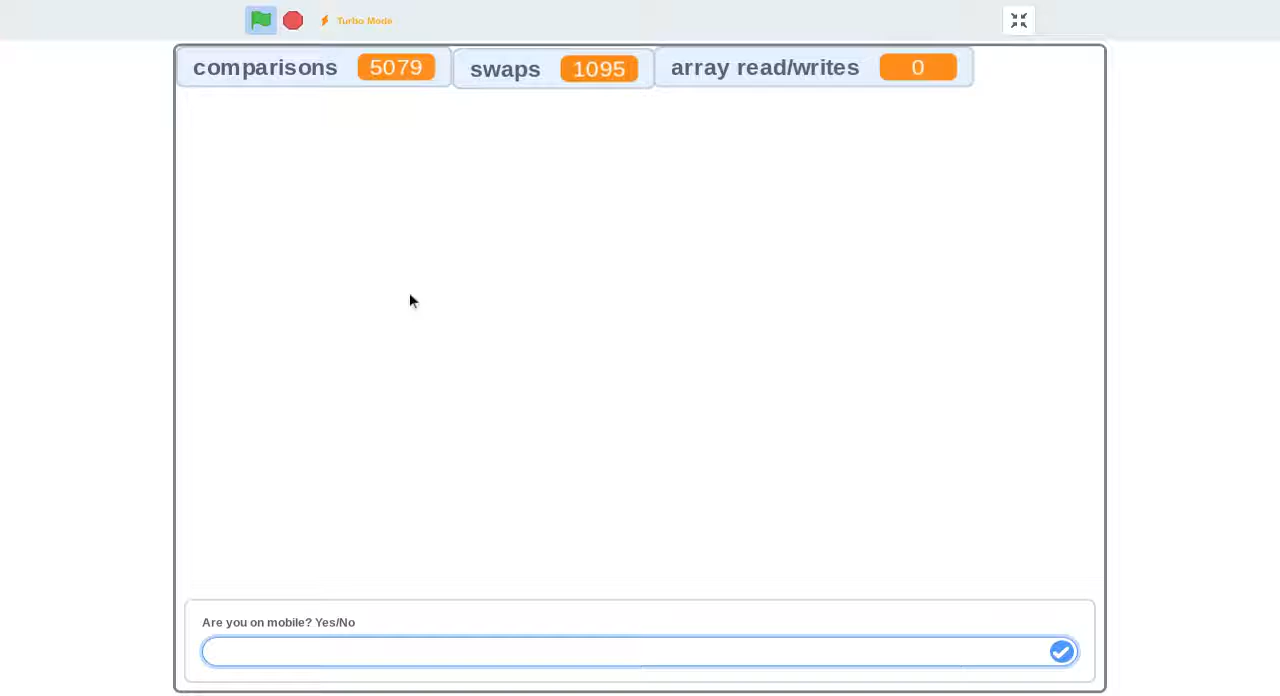 Turbo Mode
comparisons 5079 swaps 1095 array read/writes 0
Are you on mobile? Yes/No